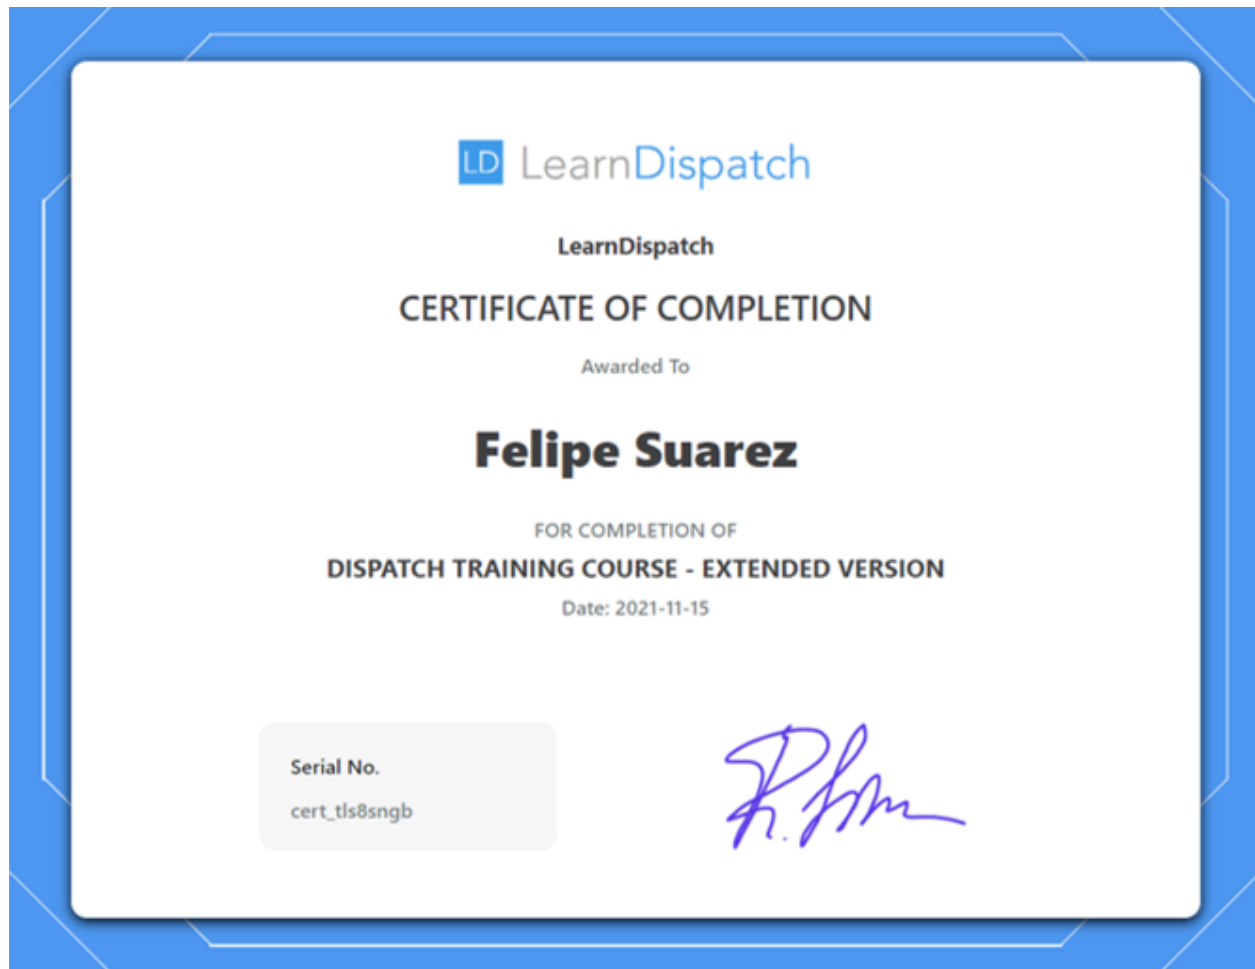 LD LearnDispatch
LearnDispatch
CERTIFICATE OF COMPLETION
Awarded To
Felipe Suarez
FOR COMPLETION OF
DISPATCH TRAINING COURSE - EXTENDED VERSION
Date: 2021-11-15
Serial No.
cert_tls8sngb